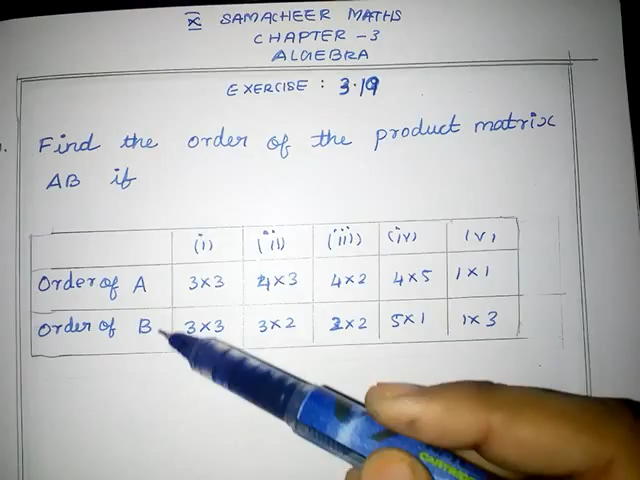 X SAMACHEER MATHS
CHAPTER - 3
ALGEBRA
EXERCISE : 3.19
Find the order of the product matrix
AB if
(i) (ii) (iii) (iv) (v)
Order of A 3×3 4×3 4×2 4×5 1×1
Order of B 3×3 3×2 2×2 5×1 1×3